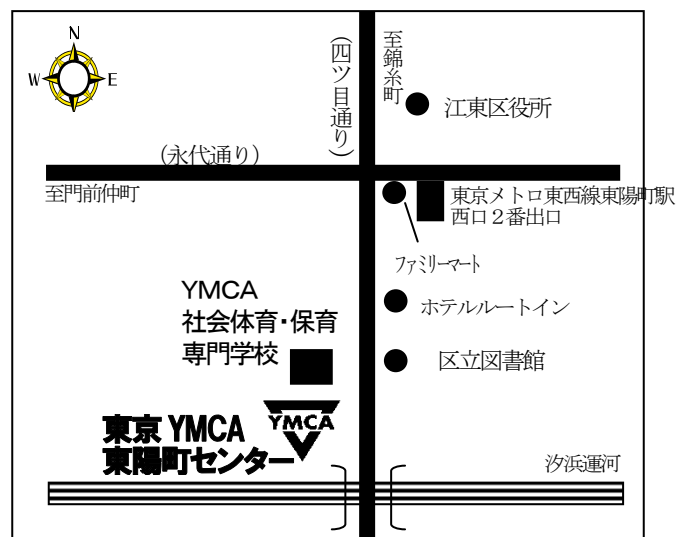 N
W
E
(四ツ目通り)
至錦糸町
江東区役所
(永代通り)
至門前仲町
東京メトロ東西線東陽町駅
西口２番出口
ファミリーマート
ホテルルートイン
YMCA
社会体育・保育
専門学校
区立図書館
東京 YMCA
東陽町センター
YMCA
汐浜運河